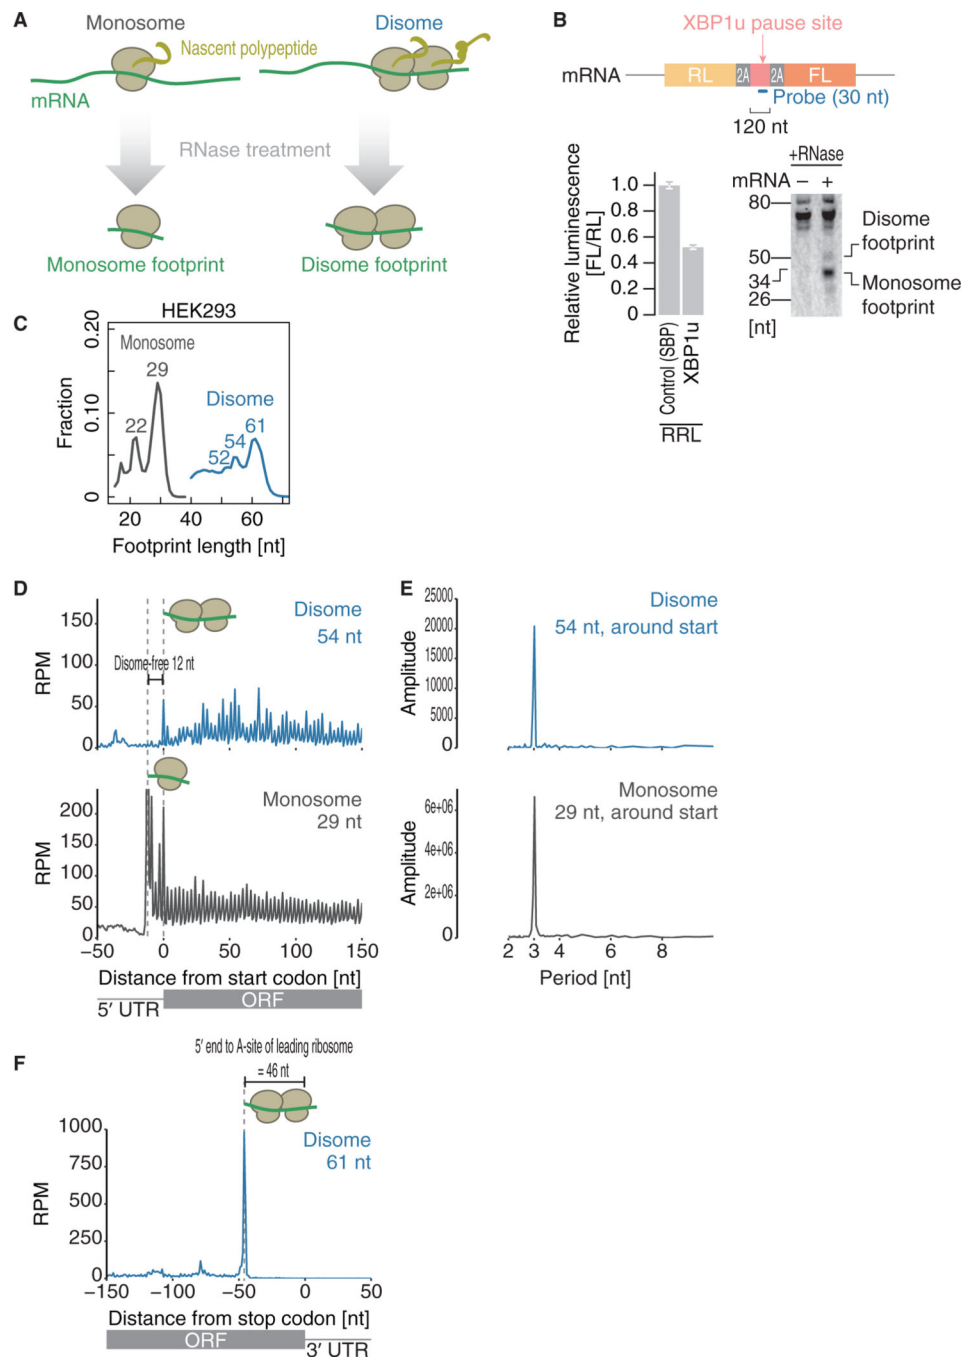 A
Monosome
Disome
Nascent polypeptide
mRNA
RNase treatment
Monosome footprint
Disome footprint
B
XBP1u pause site
mRNA
RL
2A
2A
FL
Probe (30 nt)
120 nt
Relative luminescence
[FL/RL]
1.0
0.8
0.6
0.4
0.2
0
Control (SBP)
XBP1u
RRL
+RNase
mRNA − +
80
50
34
26
[nt]
Disome
footprint
Monosome
footprint
C
HEK293
Fraction
0.20
0.10
0
Monosome
29
22
Disome
61
54
52
20 40 60
Footprint length [nt]
D
Disome
54 nt
Disome-free 12 nt
RPM
150
100
50
0
Monosome
29 nt
RPM
200
150
100
50
0
−50 0 50 100 150
Distance from start codon [nt]
5′ UTR
ORF
E
Disome
54 nt, around start
Amplitude
25000
20000
15000
10000
5000
0
Monosome
29 nt, around start
Amplitude
6e+06
4e+06
2e+06
0
2 3 4 6 8
Period [nt]
F
5′ end to A-site of leading ribosome
= 46 nt
Disome
61 nt
RPM
1000
750
500
250
0
−150 −100 −50 0 50
Distance from stop codon [nt]
ORF
3′ UTR